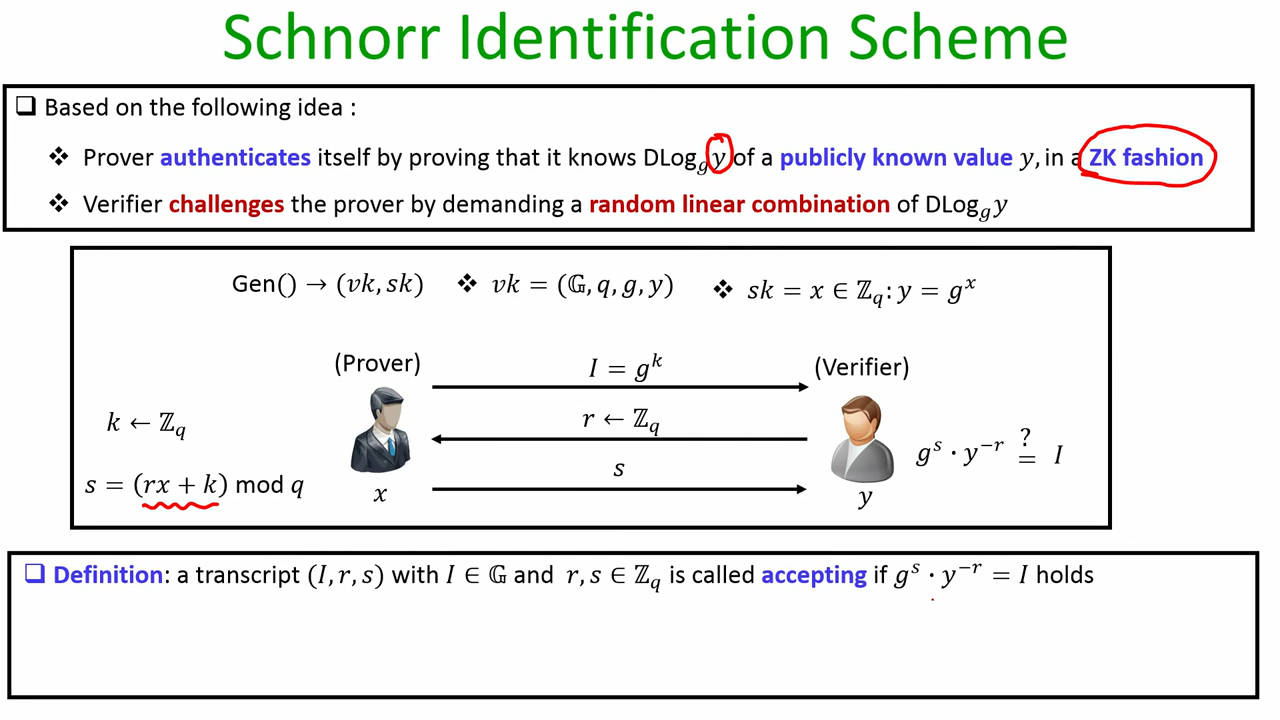 Schnorr Identification Scheme
❑ Based on the following idea :
❖ Prover authenticates itself by proving that it knows DLog_g y of a publicly known value y, in a ZK fashion
❖ Verifier challenges the prover by demanding a random linear combination of DLog_g y
Gen() → (vk, sk) ❖ vk = (𝔾, q, g, y) ❖ sk = x ∈ ℤ_q: y = g^x
(Prover) I = g^k (Verifier)
k ← ℤ_q r ← ℤ_q
g^s · y^{-r} =? I
s = (rx + k) mod q s
x y
❑ Definition: a transcript (I, r, s) with I ∈ 𝔾 and r, s ∈ ℤ_q is called accepting if g^s · y^{-r} = I holds